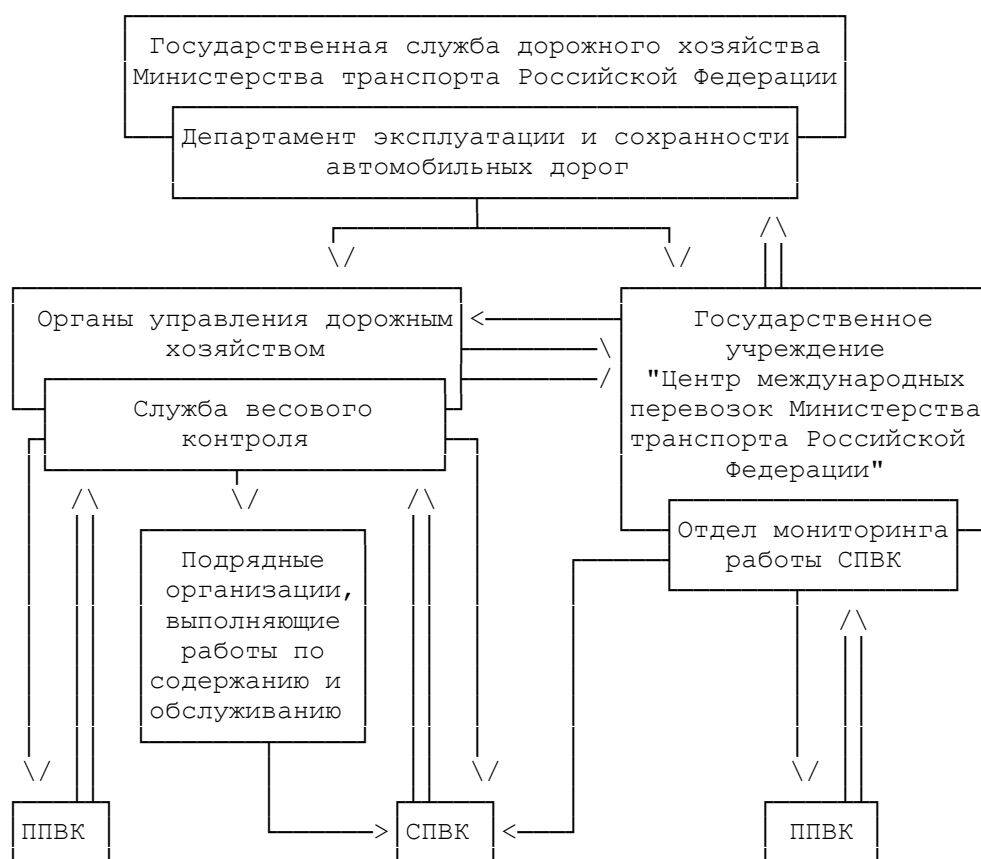 Государственная служба дорожного хозяйства
Министерства транспорта Российской Федерации
Департамент эксплуатации и сохранности
автомобильных дорог
Органы управления дорожным
хозяйством
Служба весового
контроля
Государственное
учреждение
"Центр международных
перевозок Министерства
транспорта Российской
Федерации"
Отдел мониторинга
работы СПВК
Подрядные
организации,
выполняющие
работы по
содержанию и
обслуживанию
ППВК
СПВК
ППВК